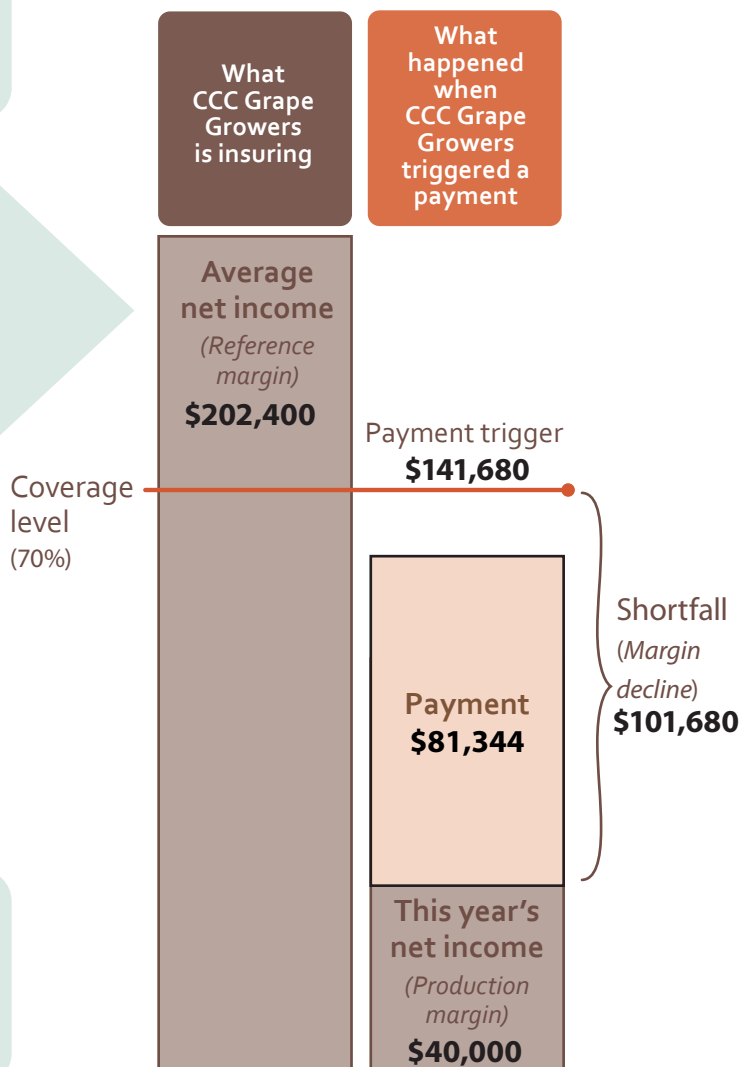 What
CCC Grape
Growers
is insuring
What
happened
when
CCC Grape
Growers
triggered a
payment
Average
net income
(Reference
margin)
$202,400
Payment trigger
$141,680
Coverage
level
(70%)
Shortfall
(Margin
decline)
$101,680
Payment
$81,344
This year's
net income
(Production
margin)
$40,000